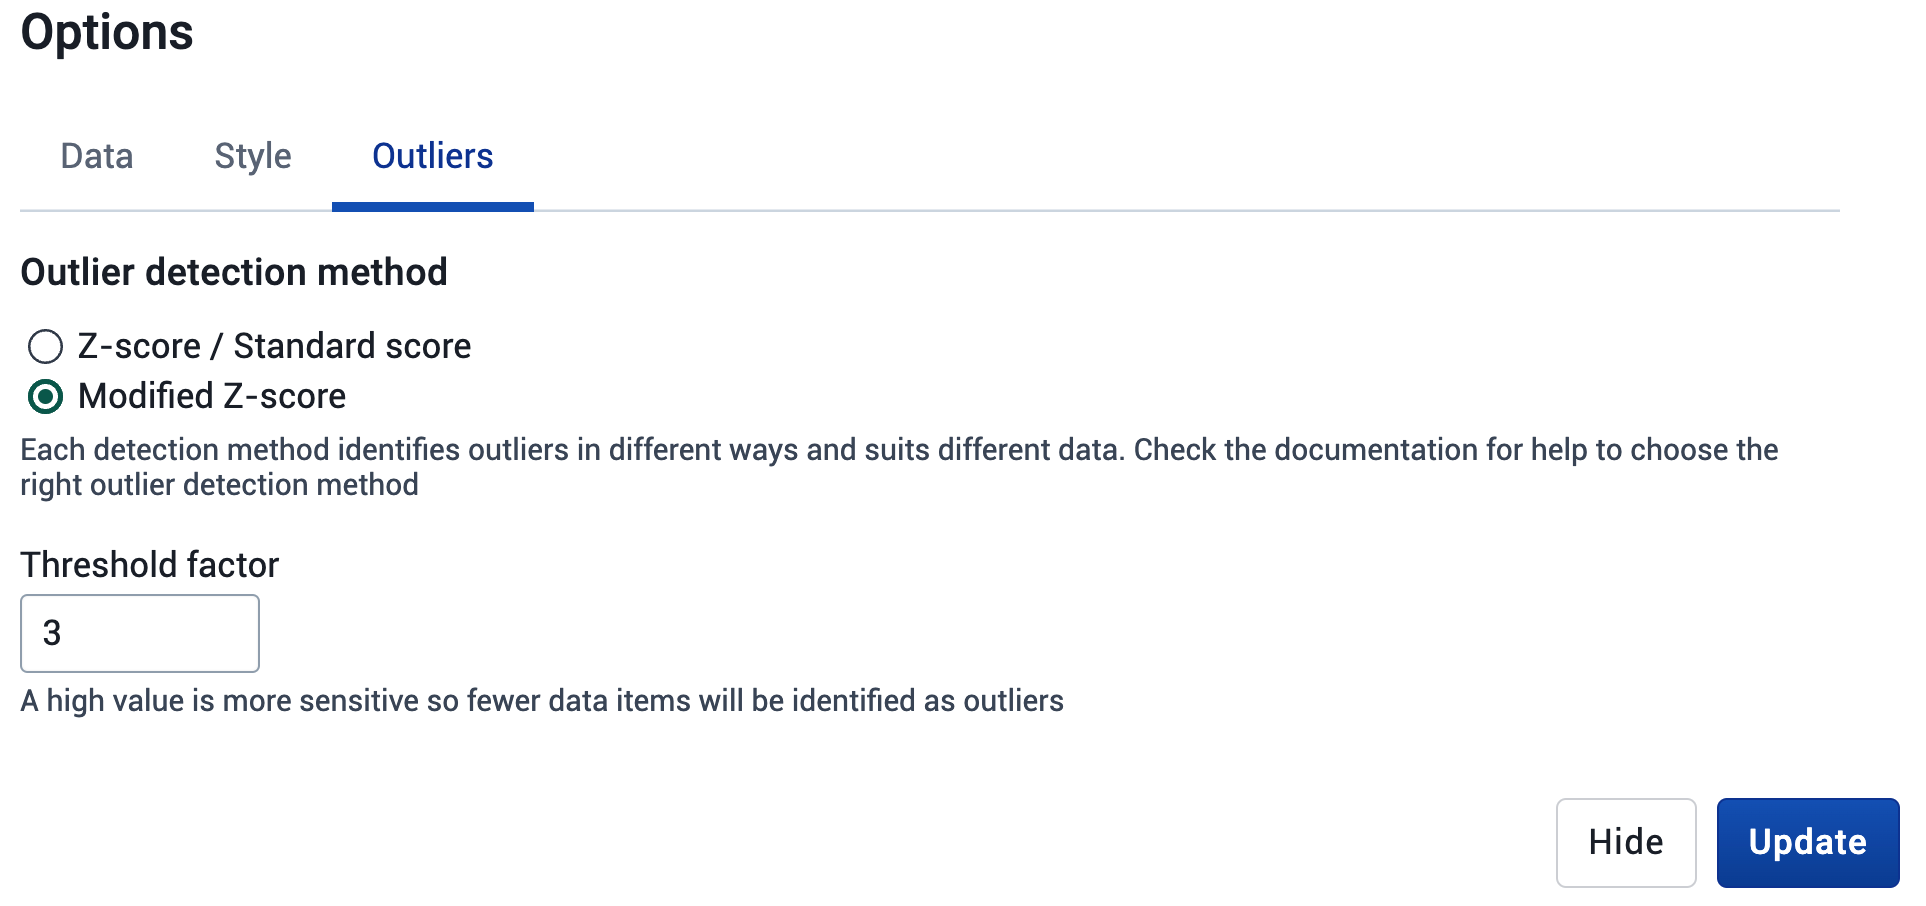 Options
Data Style Outliers
Outlier detection method
Z-score / Standard score
Modified Z-score
Each detection method identifies outliers in different ways and suits different data. Check the documentation for help to choose the
right outlier detection method
Threshold factor
3
A high value is more sensitive so fewer data items will be identified as outliers
Hide Update